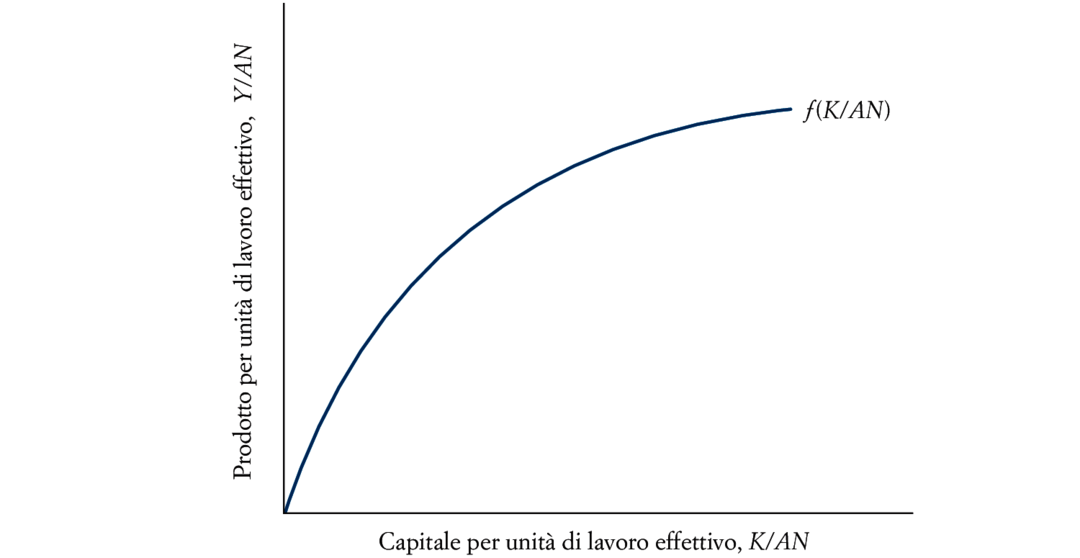 Prodotto per unità di lavoro effettivo, Y/AN
f(K/AN)
Capitale per unità di lavoro effettivo, K/AN